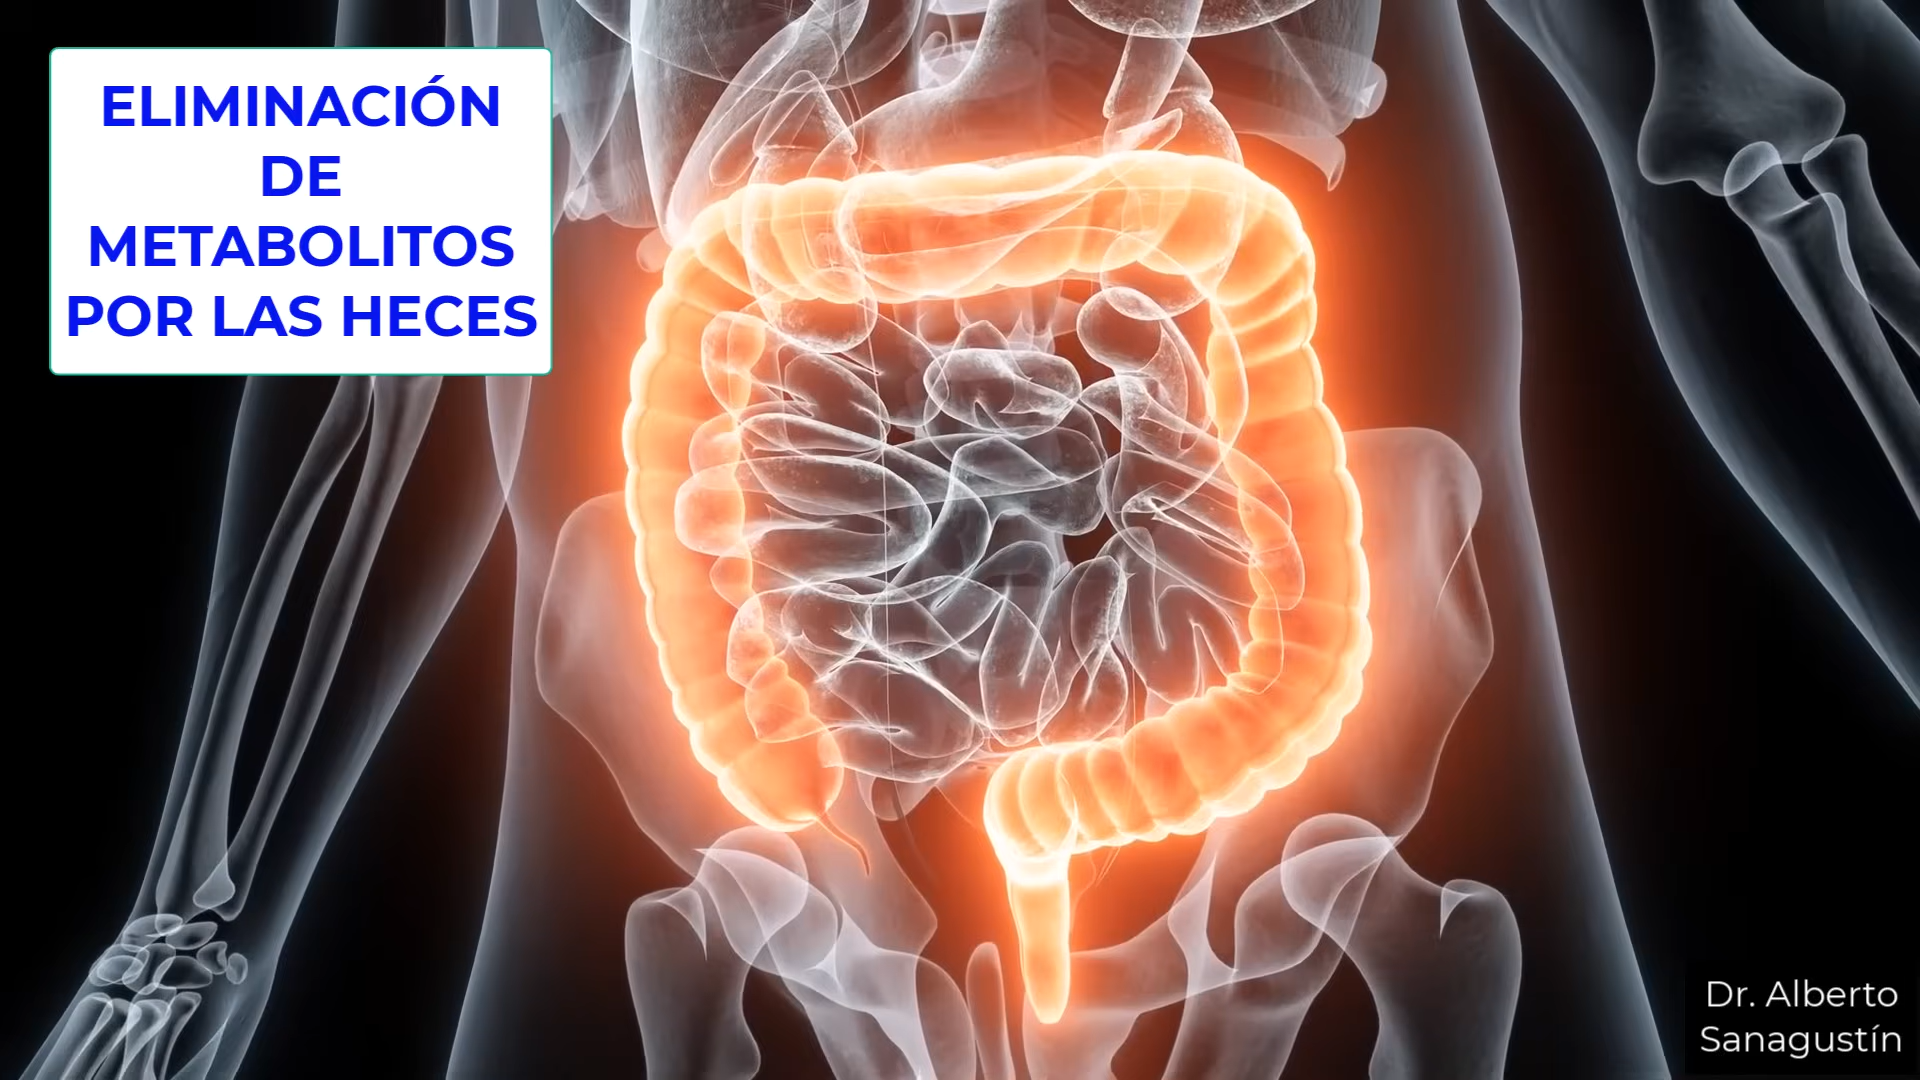 ELIMINACIÓN
DE
METABOLITOS
POR LAS HECES
Dr. Alberto
Sanagustín